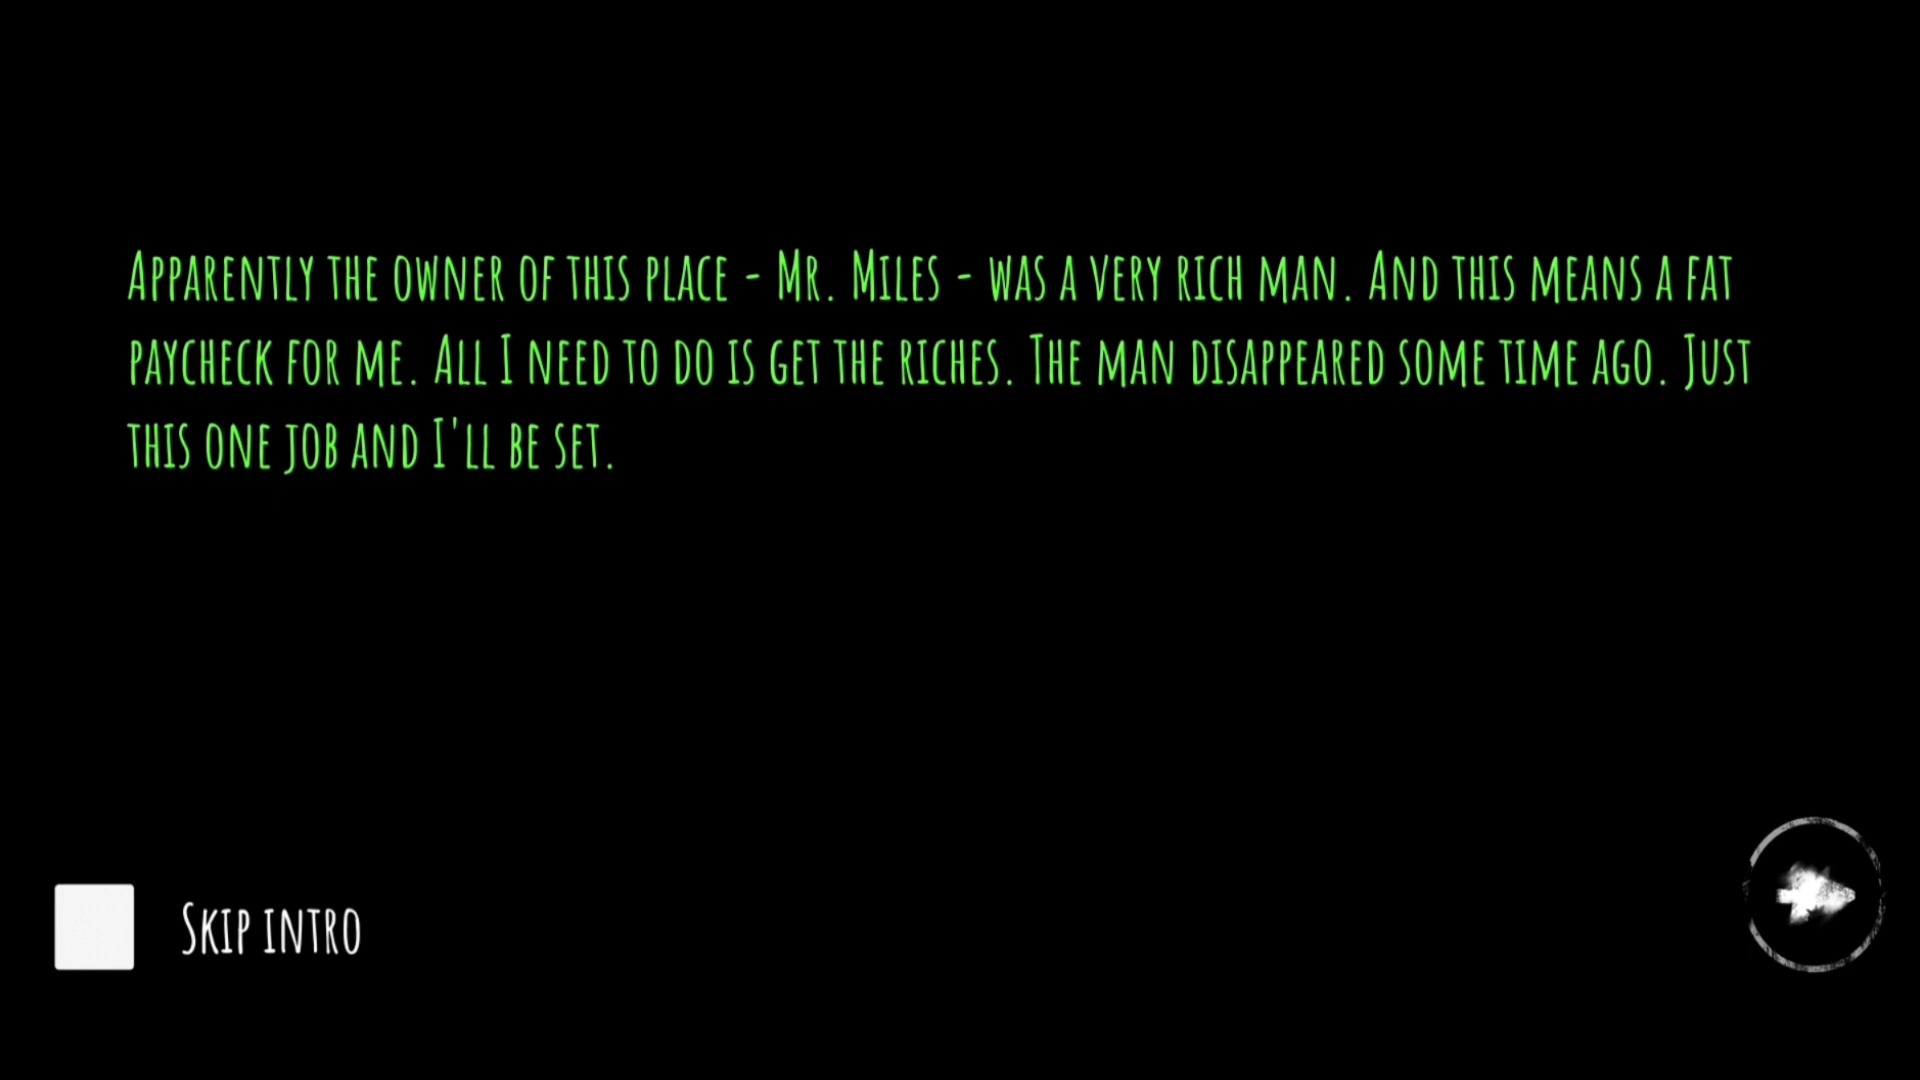 Apparently the owner of this place - Mr. Miles - was a very rich man. And this means a fat
paycheck for me. All I need to do is get the riches. The man disappeared some time ago. Just
this one job and I'll be set.
Skip intro